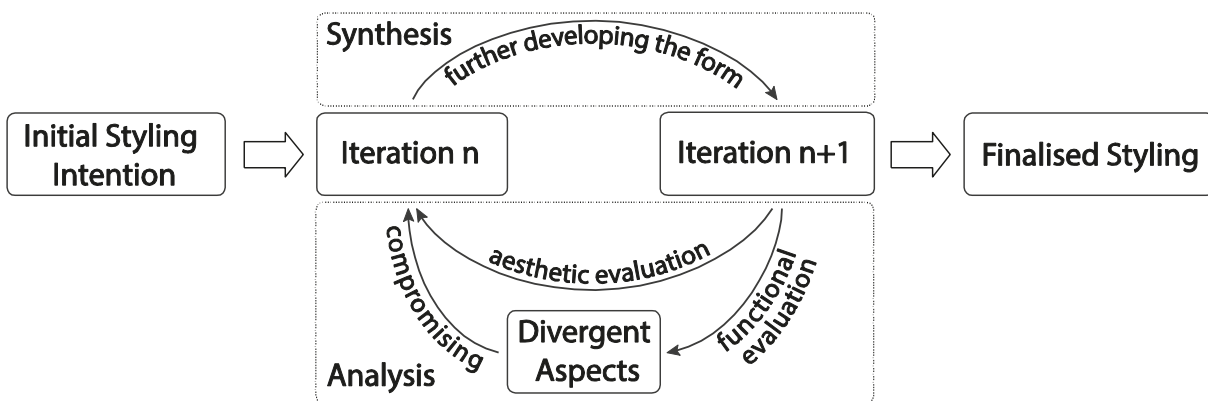 Synthesis
further developing the form
Initial Styling
Intention
Iteration n
Iteration n+1
Finalised Styling
aesthetic evaluation
compromising
functional
evaluation
Divergent
Aspects
Analysis